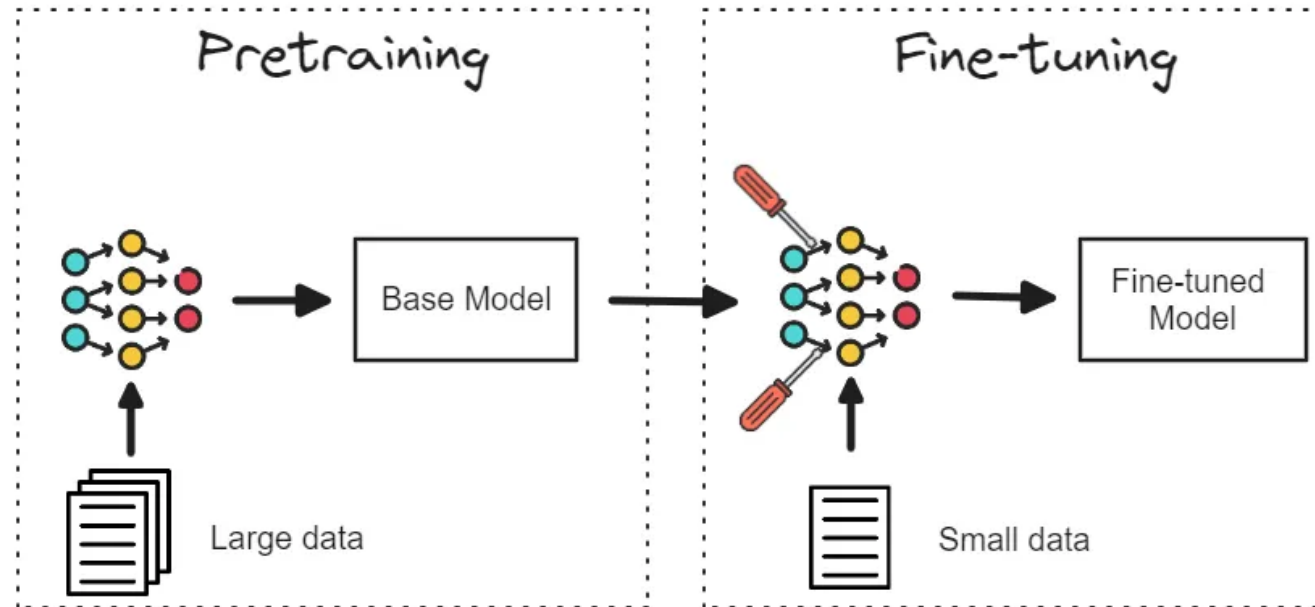 Pretraining
Fine-tuning
Base Model
Fine-tuned
Model
Large data
Small data